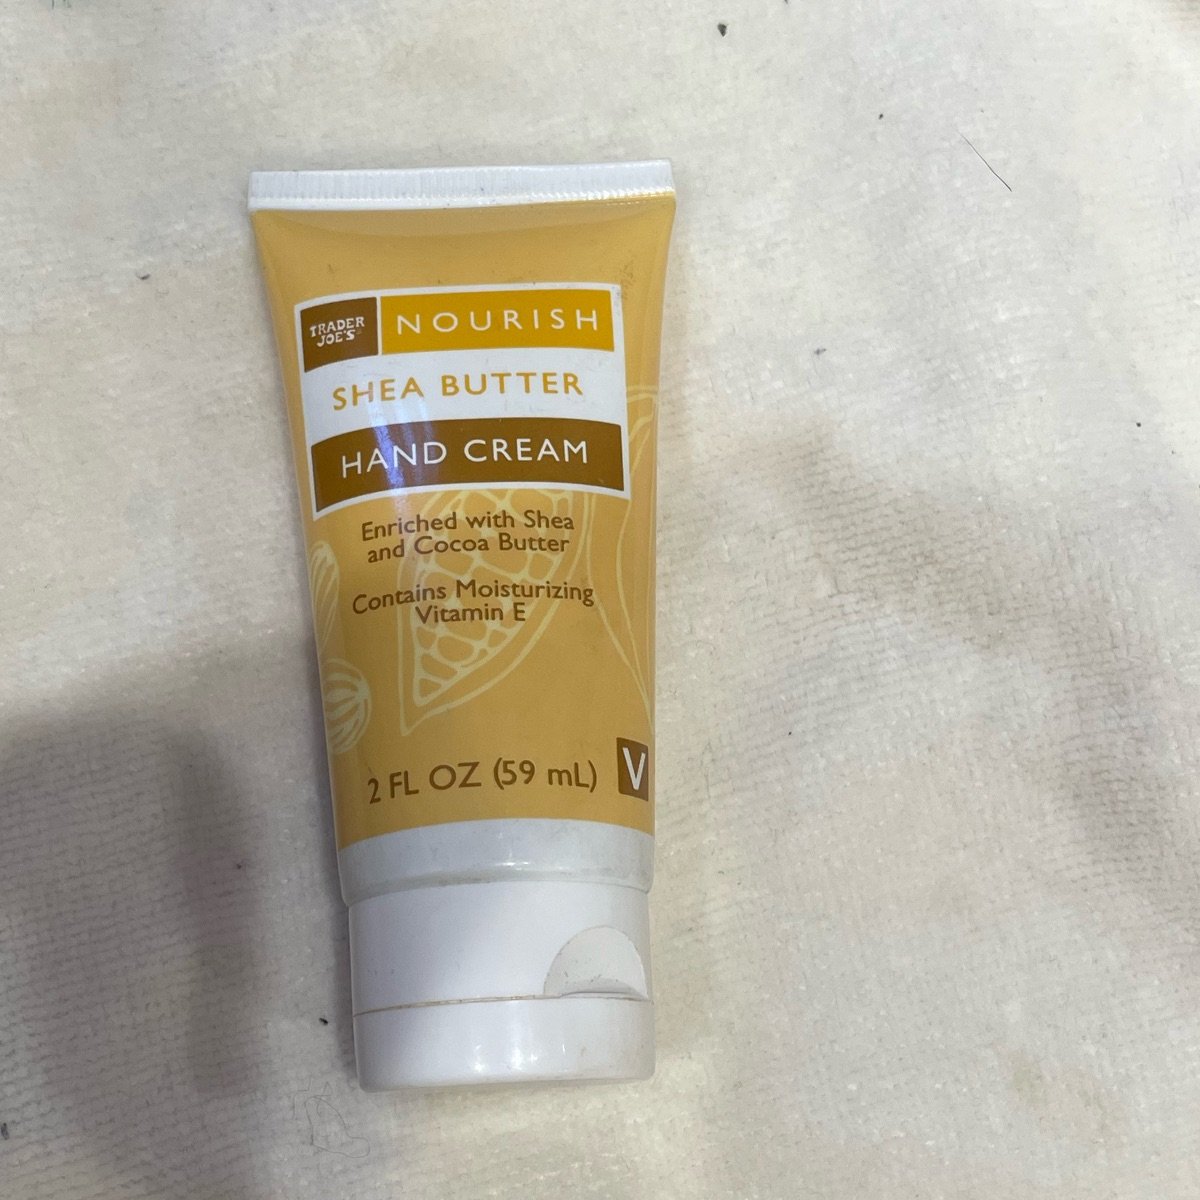 TRADER
JOE'S
NOURISH
SHEA BUTTER
HAND CREAM
Enriched with Shea
and Cocoa Butter
Contains Moisturizing
Vitamin E
2 FL OZ (59 mL)
V